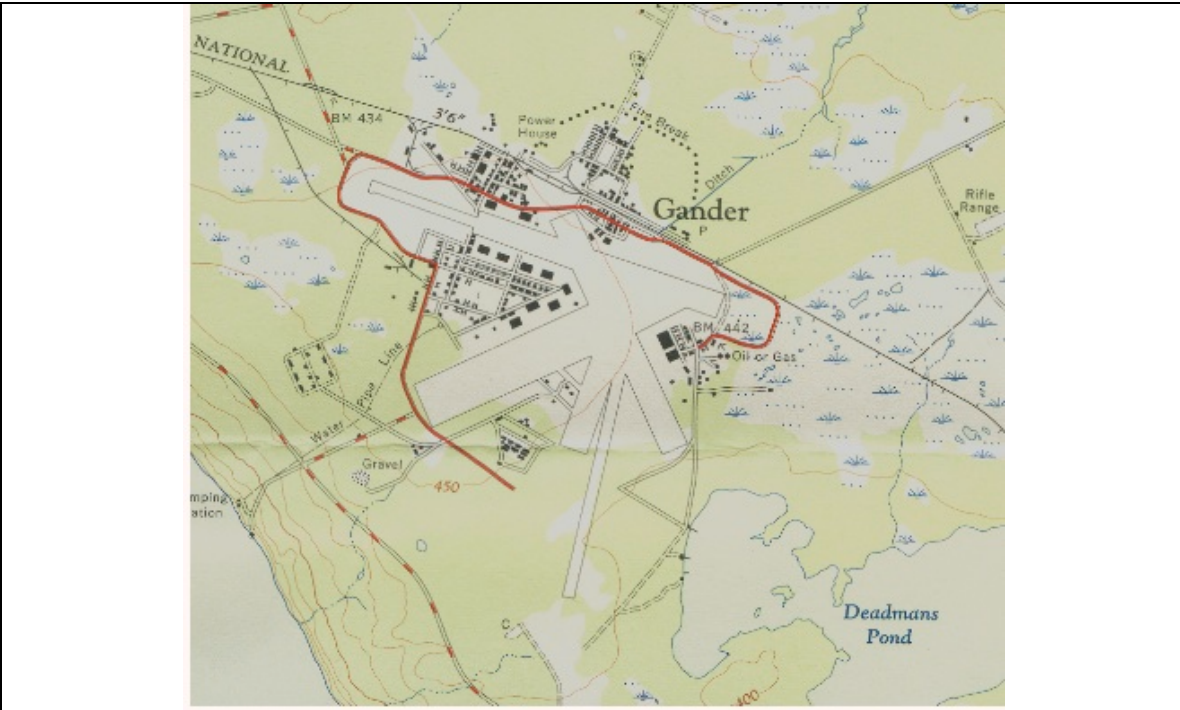 NATIONAL
BM 434
3'6"
Power
House
Fire Break
Ditch
Gander
P
Rifle
Range
BM 442
Oil or Gas
Water Pipe Line
Gravel
450
mping
ation
C
Deadmans
Pond
400